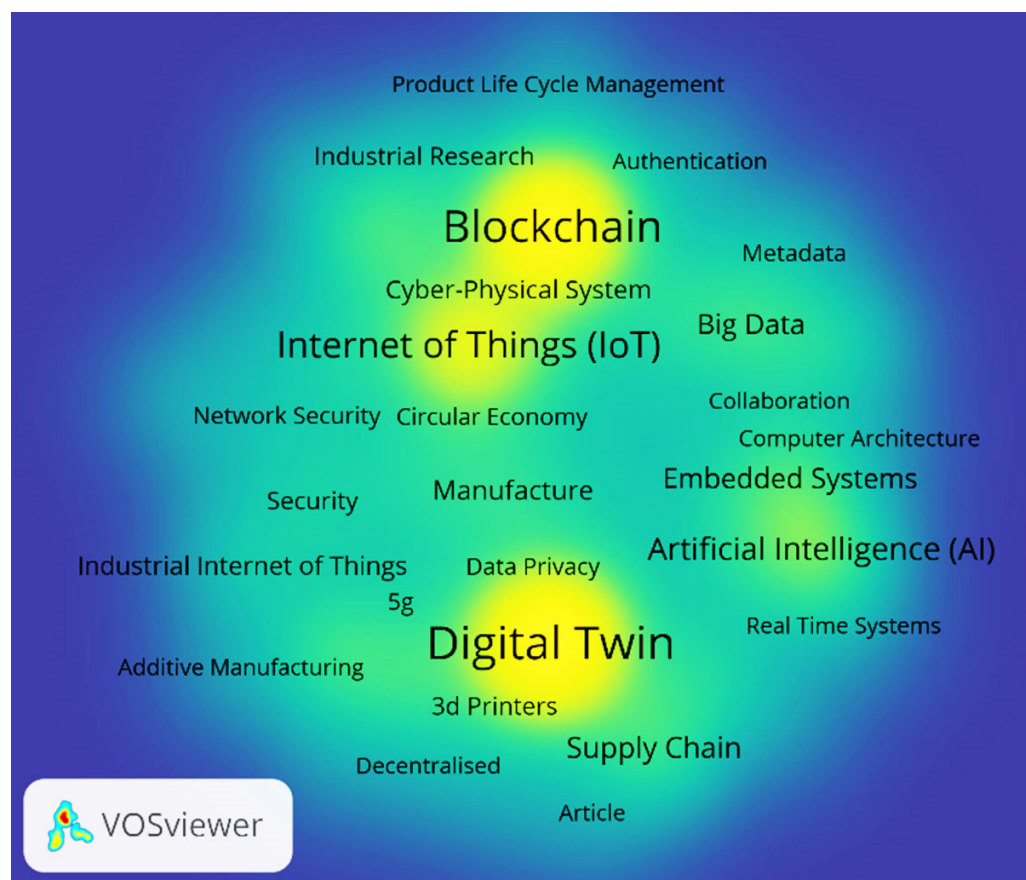 Product Life Cycle Management
Industrial Research
Authentication
Blockchain
Metadata
Cyber-Physical System
Big Data
Internet of Things (IoT)
Collaboration
Network Security
Circular Economy
Computer Architecture
Embedded Systems
Manufacture
Security
Artificial Intelligence (AI)
Industrial Internet of Things
Data Privacy
5g
Real Time Systems
Digital Twin
Additive Manufacturing
3d Printers
Supply Chain
Decentralised
Article
VOSviewer